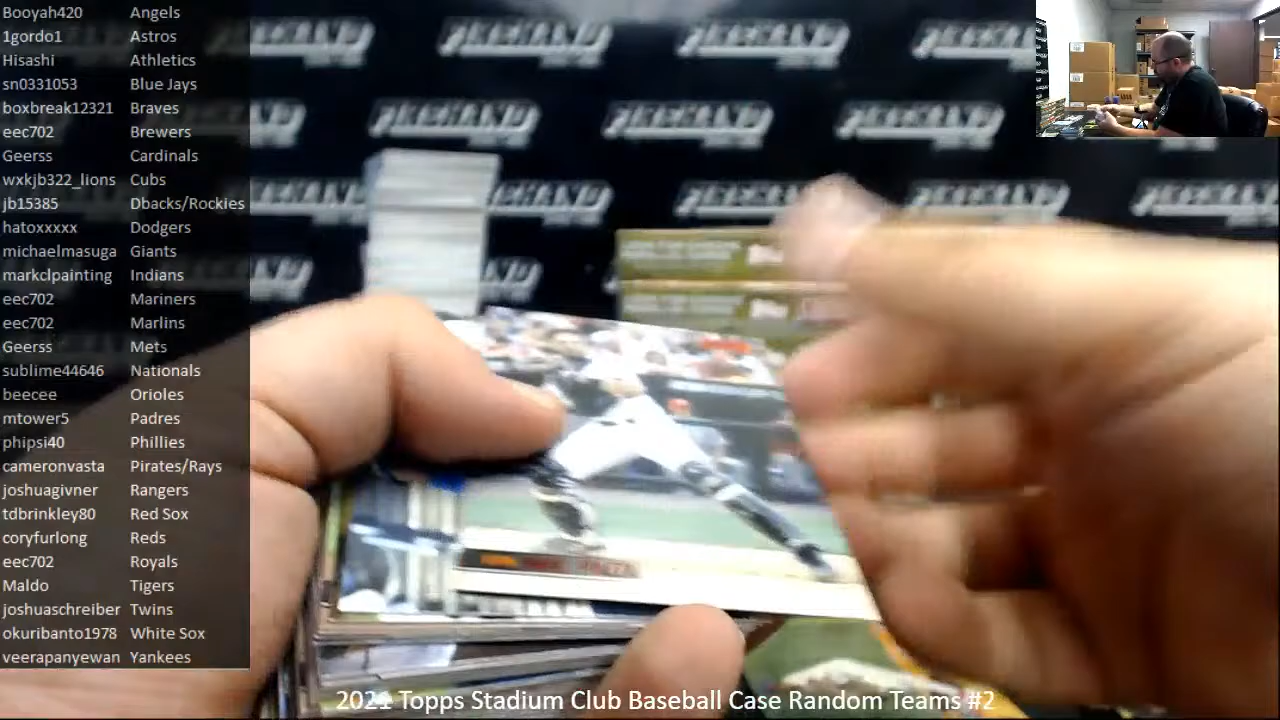 Booyah420 Angels
1gordo1 Astros
Hisashi Athletics
sn0331053 Blue Jays
boxbreak12321 Braves
eec702 Brewers
Geerss Cardinals
wxkjb322_lions Cubs
jb15385 Dbacks/Rockies
hatoxxxxx Dodgers
michaelmasuga Giants
markclpainting Indians
eec702 Mariners
eec702 Marlins
Geerss Mets
sublime44646 Nationals
beecee Orioles
mtower5 Padres
phipsi40 Phillies
cameronvasta Pirates/Rays
joshuagivner Rangers
tdbrinkley80 Red Sox
coryfurlong Reds
eec702 Royals
Maldo Tigers
joshuaschreiber Twins
okuribanto1978 White Sox
veerapanyewan Yankees
2021 Topps Stadium Club Baseball Case Random Teams #2